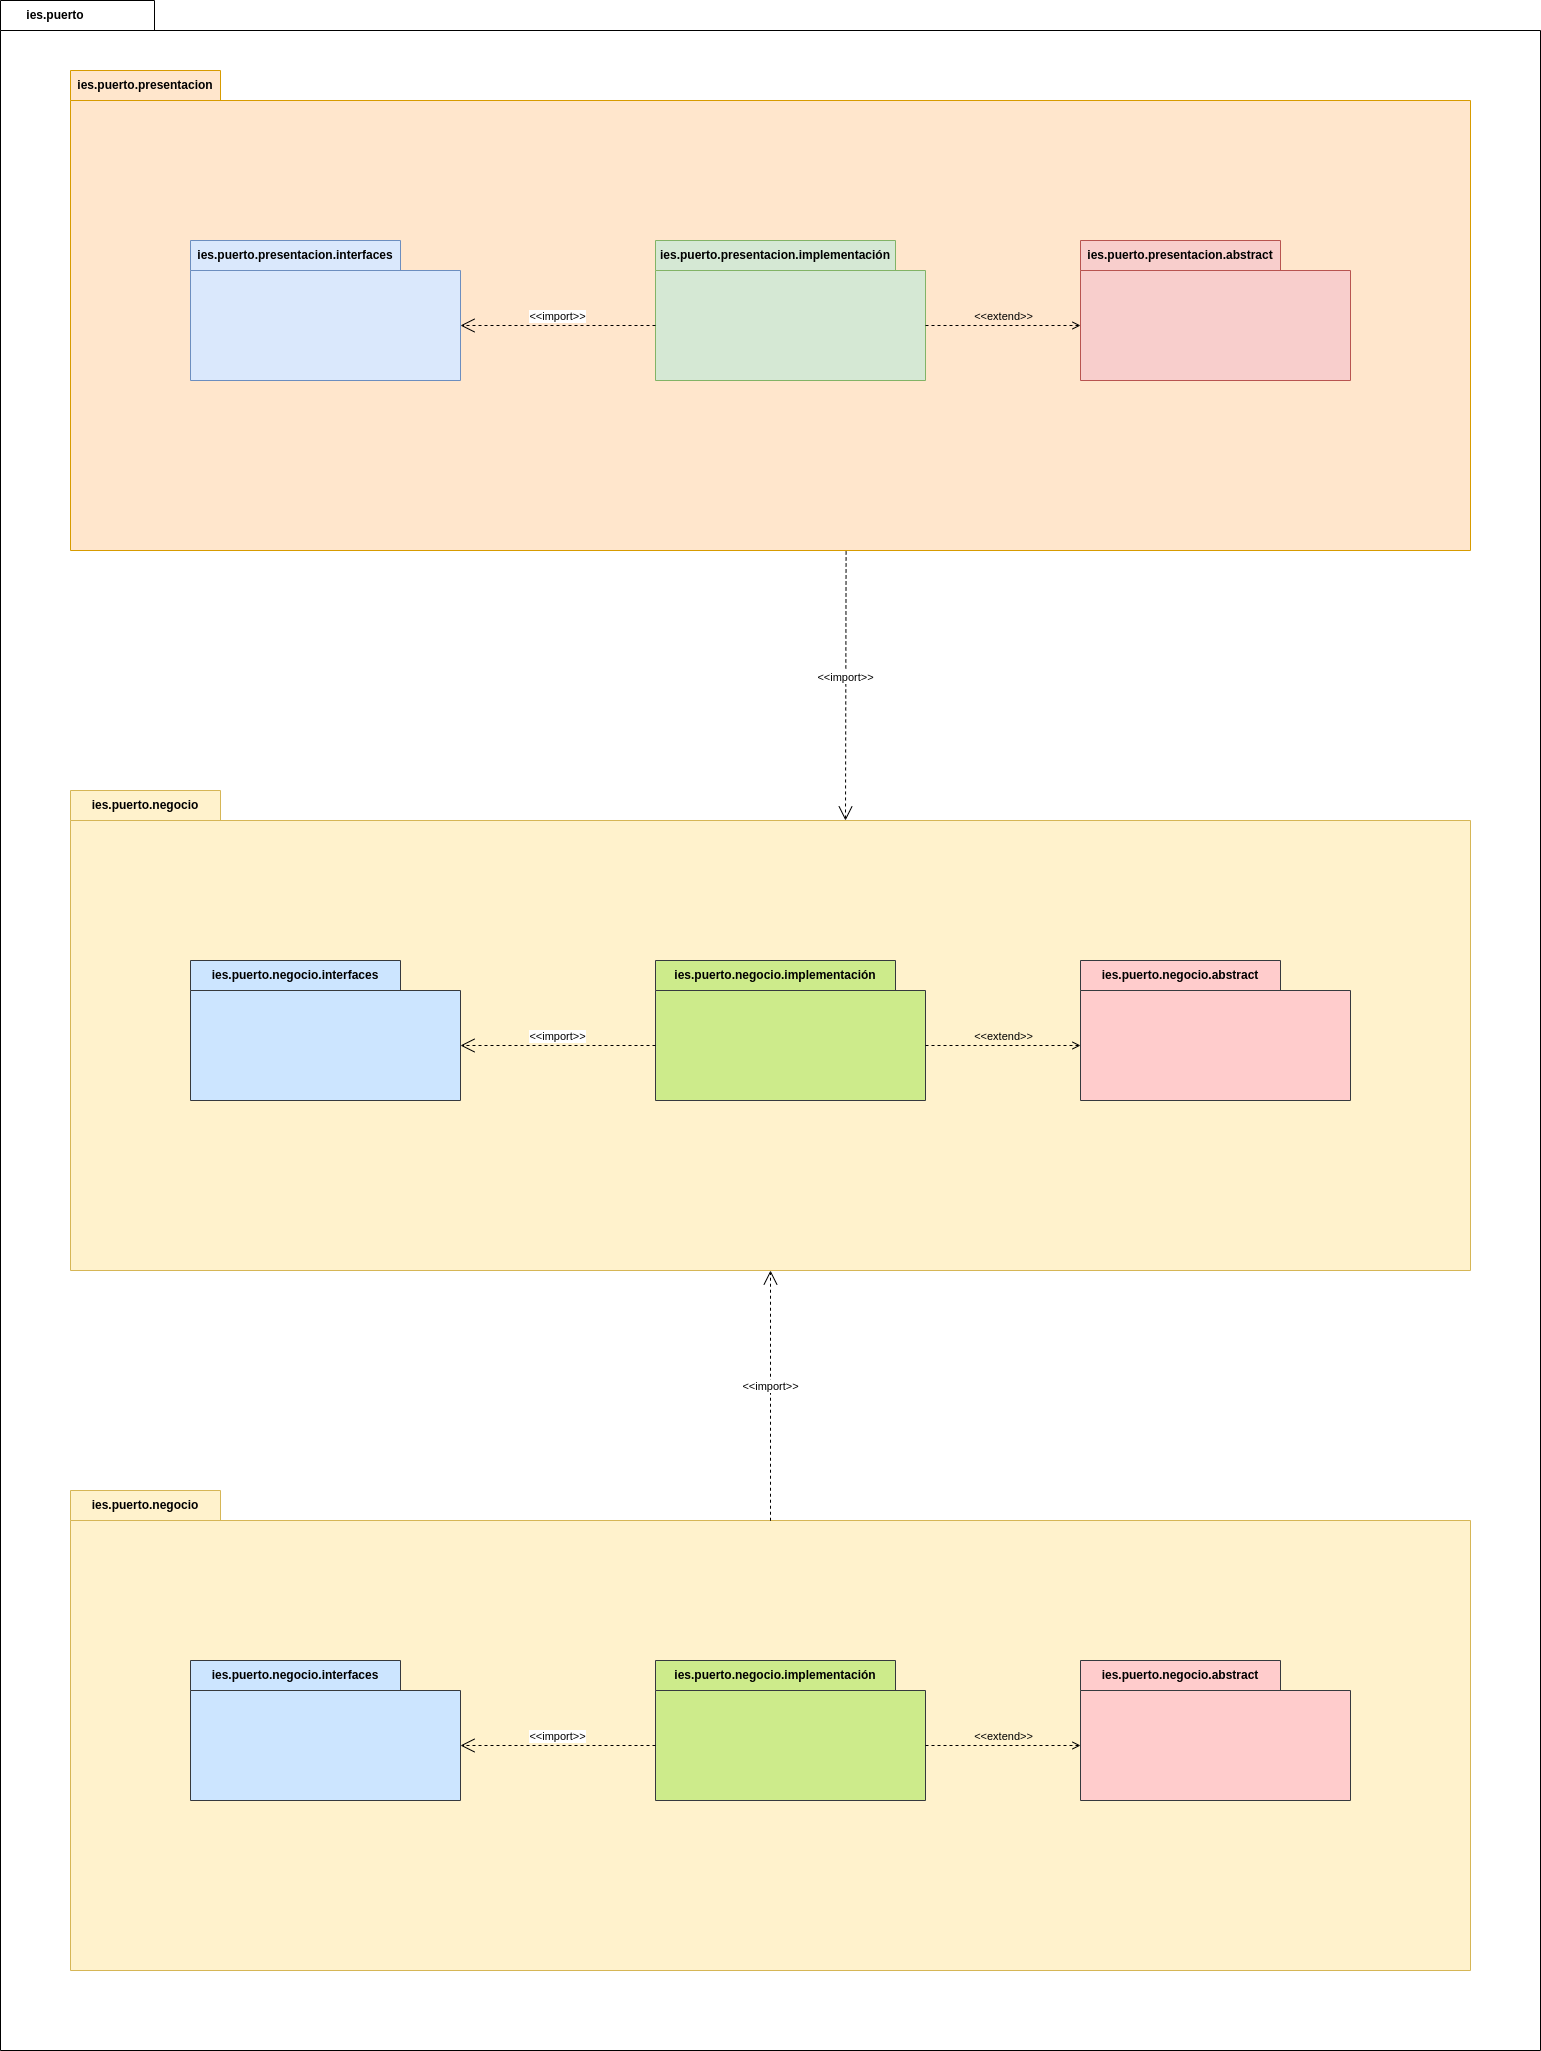 ies.puerto
ies.puerto.presentacion
ies.puerto.presentacion.interfaces
ies.puerto.presentacion.implementación
ies.puerto.presentacion.abstract
<<import>>
<<extend>>
<<import>>
ies.puerto.negocio
ies.puerto.negocio.interfaces
ies.puerto.negocio.implementación
ies.puerto.negocio.abstract
<<import>>
<<extend>>
<<import>>
ies.puerto.negocio
ies.puerto.negocio.interfaces
ies.puerto.negocio.implementación
ies.puerto.negocio.abstract
<<import>>
<<extend>>